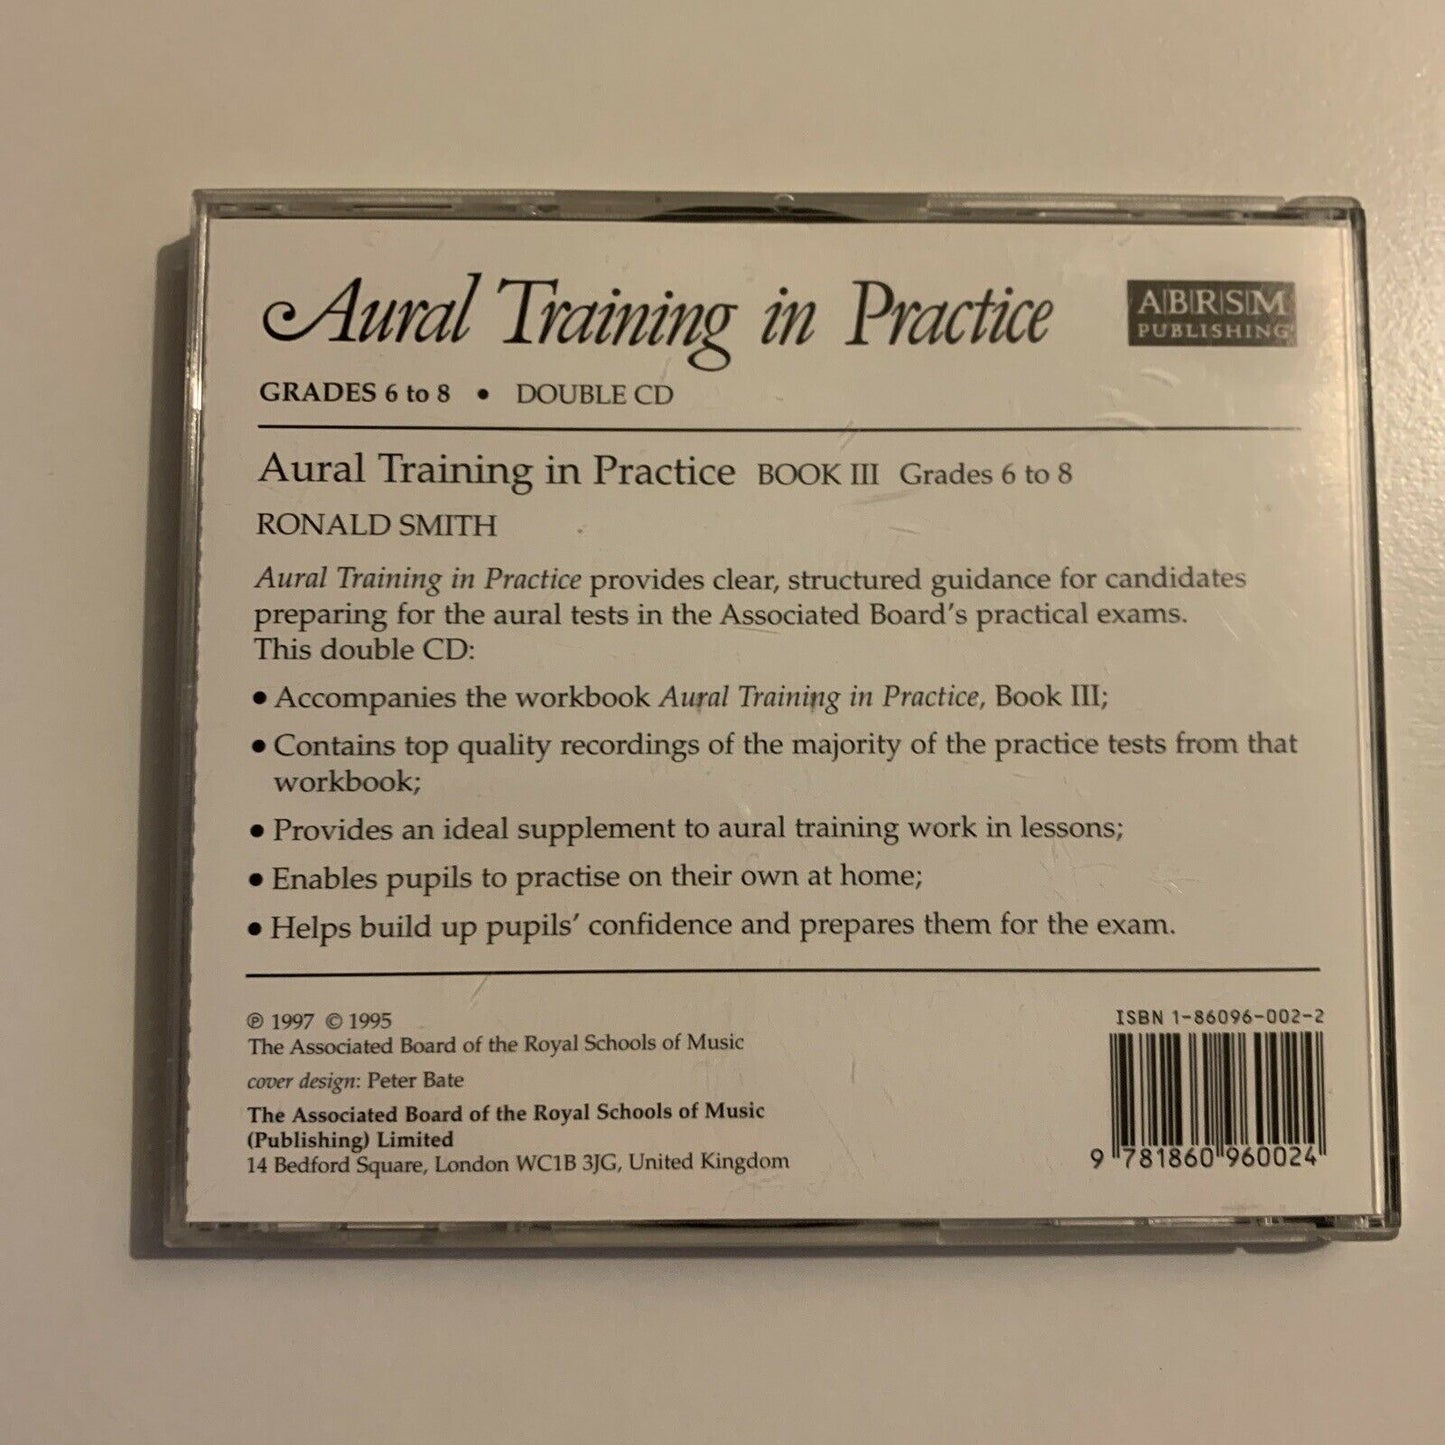 Aural Training in Practice
ABRSM
PUBLISHING
GRADES 6 to 8 • DOUBLE CD
Aural Training in Practice BOOK III Grades 6 to 8
RONALD SMITH
Aural Training in Practice provides clear, structured guidance for candidates
preparing for the aural tests in the Associated Board's practical exams.
This double CD:
• Accompanies the workbook Aural Training in Practice, Book III;
• Contains top quality recordings of the majority of the practice tests from that
workbook;
• Provides an ideal supplement to aural training work in lessons;
• Enables pupils to practise on their own at home;
• Helps build up pupils' confidence and prepares them for the exam.
℗ 1997 © 1995
The Associated Board of the Royal Schools of Music
cover design: Peter Bate
The Associated Board of the Royal Schools of Music
(Publishing) Limited
14 Bedford Square, London WC1B 3JG, United Kingdom
ISBN 1-86096-002-2
9 781860 960024